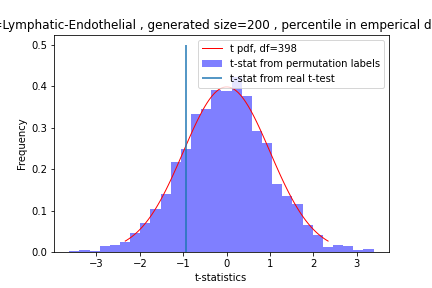 =Lymphatic-Endothelial , generated size=200 , percentile in emperical d
t pdf, df=398
t-stat from permutation labels
t-stat from real t-test
Frequency
0.5
0.4
0.3
0.2
0.1
0.0
−3 −2 −1 0 1 2 3
t-statistics